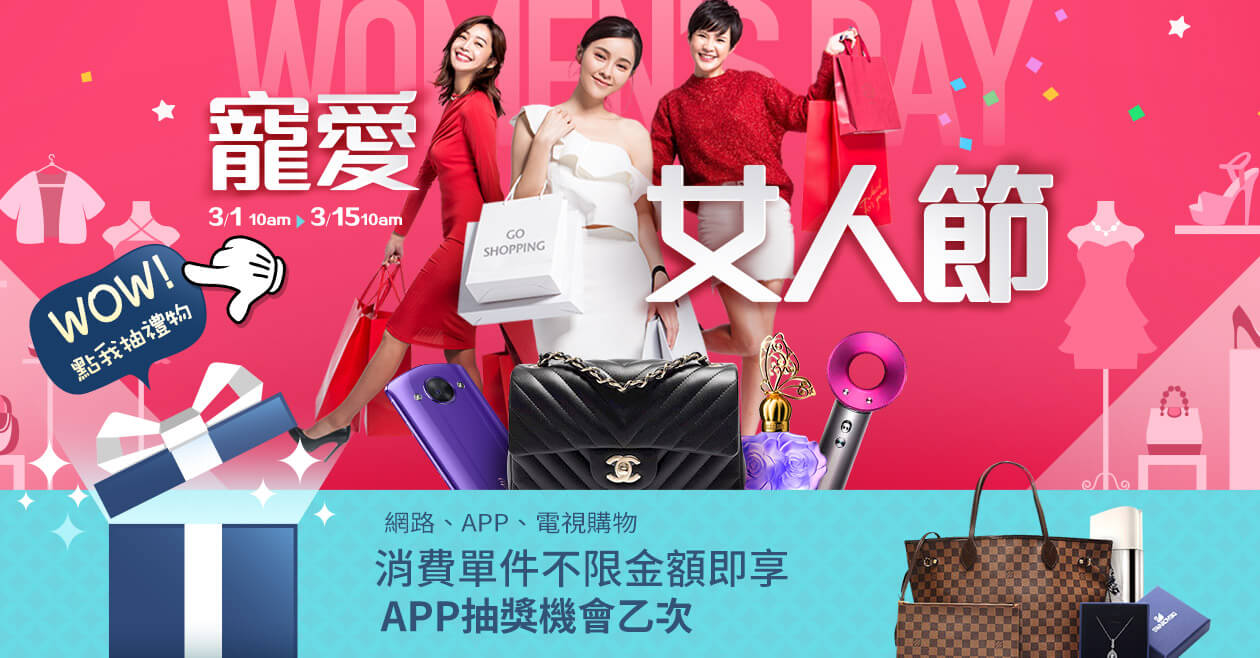 WOMEN'S DAY
寵愛
3/1 10am ▶ 3/15 10am
女人節
GO
SHOPPING
WOW!
點我抽禮物
網路、APP、電視購物
消費單件不限金額即享
APP抽獎機會乙次
SWAROVSKI